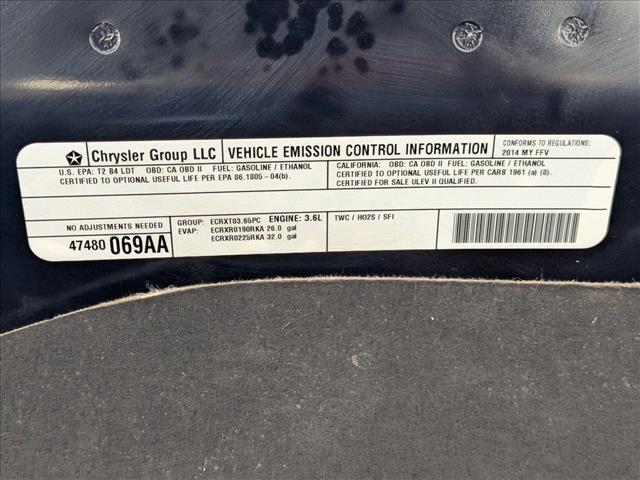 Chrysler Group LLC VEHICLE EMISSION CONTROL INFORMATION
CONFORMS TO REGULATIONS:
2014 MY FFV
U.S. EPA: T2 B4 LDT OBD: CA OBD II FUEL: GASOLINE / ETHANOL
CERTIFIED TO OPTIONAL USEFUL LIFE PER EPA 86.1805-04(b).
CALIFORNIA: OBD: CA OBD II FUEL: GASOLINE / ETHANOL
CERTIFIED TO OPTIONAL USEFUL LIFE PER CARB 1961 (a) (8).
CERTIFIED FOR SALE ULEV II QUALIFIED.
NO ADJUSTMENTS NEEDED
47480 069AA
GROUP: ECRXT03.65PC ENGINE: 3.6L
EVAP: ECRXR0190RKA 26.0 gal
ECRXR0225RKA 32.0 gal
TWC / HO2S / SFI